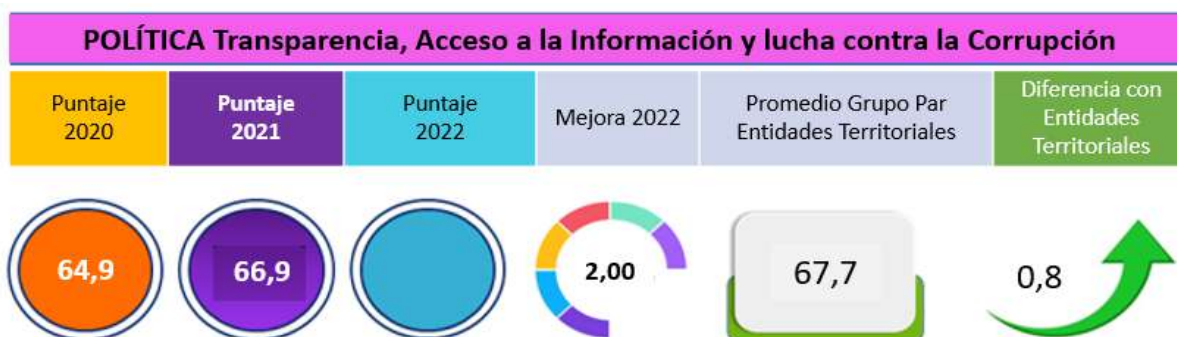 POLÍTICA Transparencia, Acceso a la Información y lucha contra la Corrupción
Puntaje
2020
Puntaje
2021
Puntaje
2022
Mejora 2022
Promedio Grupo Par
Entidades Territoriales
Diferencia con
Entidades
Territoriales
64,9
66,9
2,00
67,7
0,8